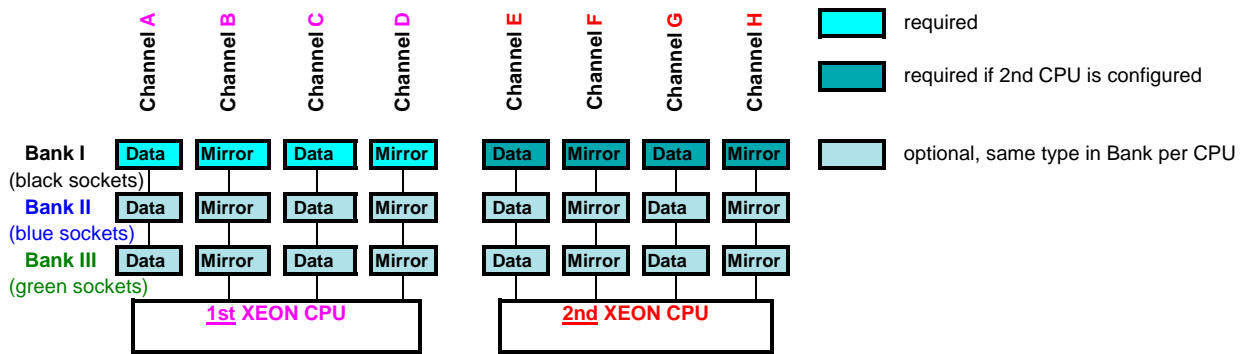 Channel A
Channel B
Channel C
Channel D
Channel E
Channel F
Channel G
Channel H
required
required if 2nd CPU is configured
optional, same type in Bank per CPU
Bank I
(black sockets)
Data Mirror Data Mirror Data Mirror Data Mirror
Bank II
(blue sockets)
Data Mirror Data Mirror Data Mirror Data Mirror
Bank III
(green sockets)
Data Mirror Data Mirror Data Mirror Data Mirror
1st XEON CPU
2nd XEON CPU